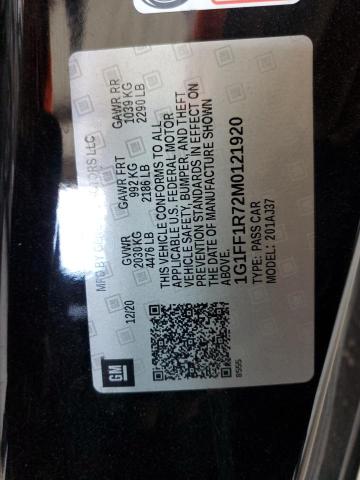 MFD BY GENERAL MOTORS LLC
12/20 GVWR GAWR FRT GAWR RR
2030 KG 992 KG 1039 KG
4476 LB 2186 LB 2290 LB
THIS VEHICLE CONFORMS TO ALL
APPLICABLE U.S. FEDERAL MOTOR
VEHICLE SAFETY, BUMPER, AND THEFT
PREVENTION STANDARDS IN EFFECT ON
THE DATE OF MANUFACTURE SHOWN
ABOVE.
1G1FF1R72M0121920
TYPE: PASS CAR
MODEL: 201AJ37
GM